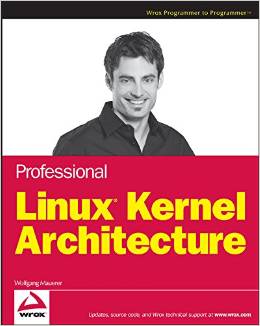 Wrox Programmer to Programmer™
Professional
Linux® Kernel
Architecture
Wolfgang Mauerer
wrox
Updates, source code, and Wrox technical support at www.wrox.com